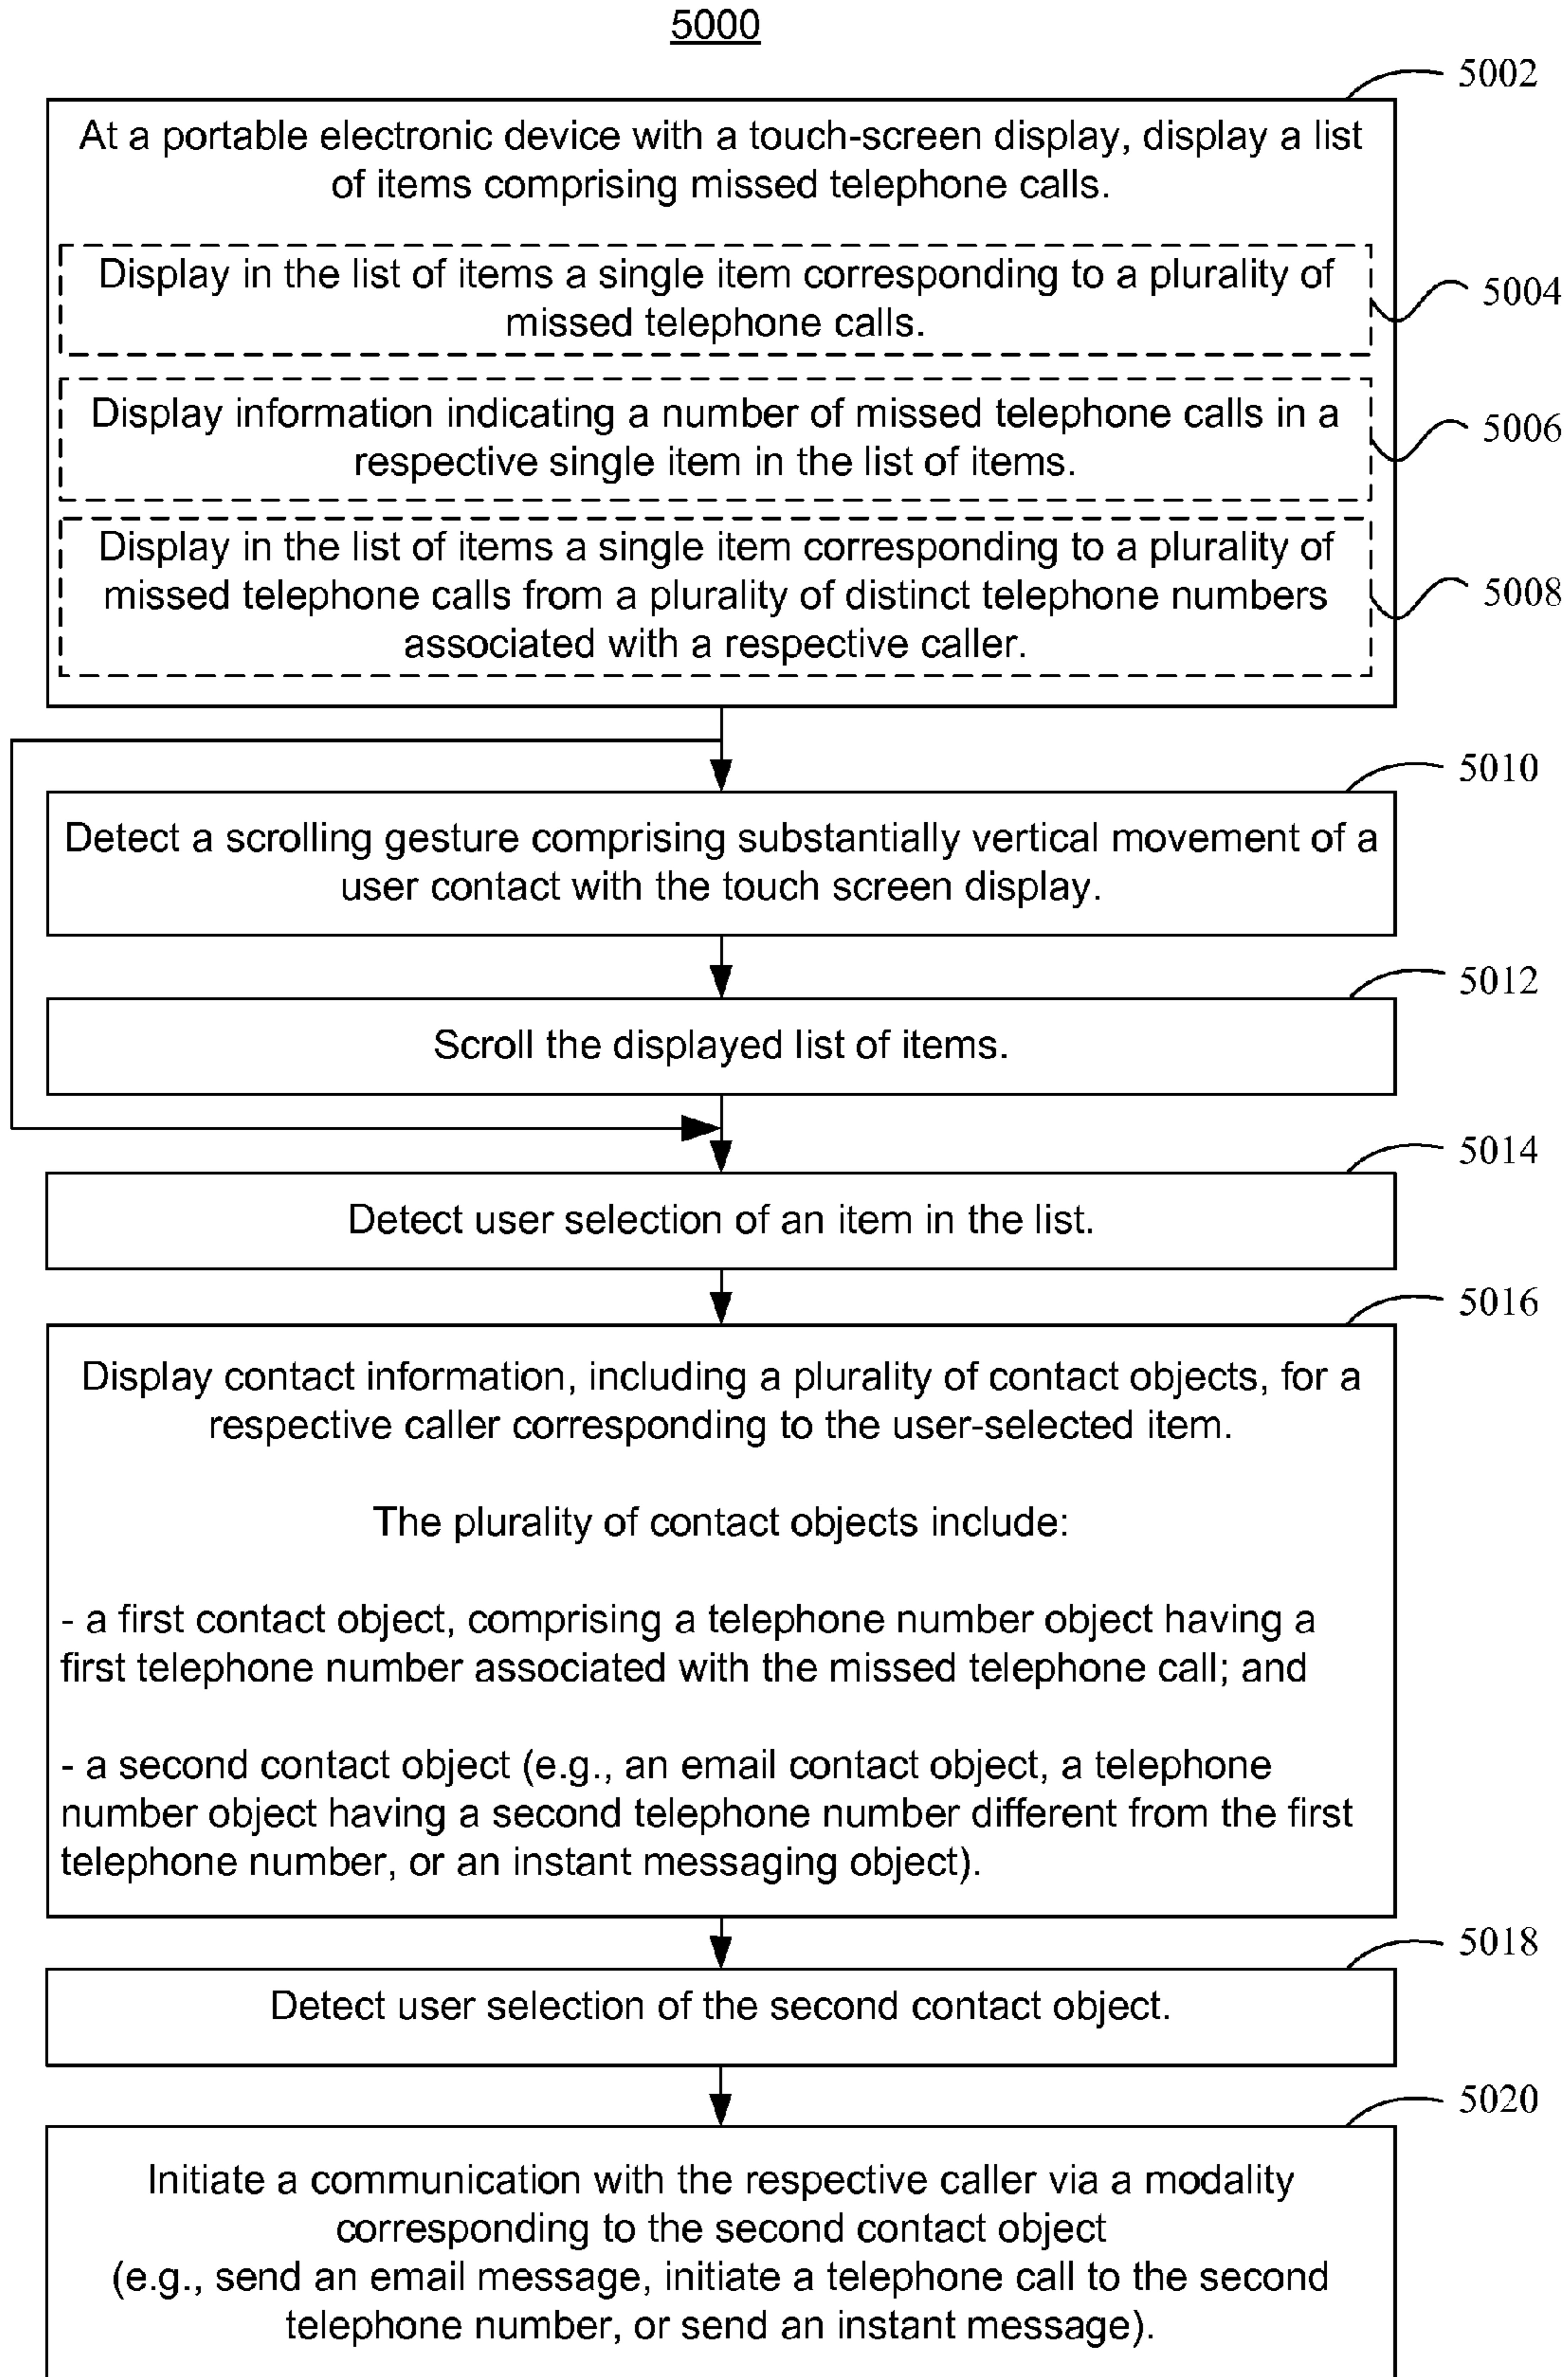 5000
5002
At a portable electronic device with a touch-screen display, display a list
of items comprising missed telephone calls.
Display in the list of items a single item corresponding to a plurality of
missed telephone calls.
5004
Display information indicating a number of missed telephone calls in a
respective single item in the list of items.
5006
Display in the list of items a single item corresponding to a plurality of
missed telephone calls from a plurality of distinct telephone numbers
associated with a respective caller.
5008
5010
Detect a scrolling gesture comprising substantially vertical movement of a
user contact with the touch screen display.
5012
Scroll the displayed list of items.
5014
Detect user selection of an item in the list.
5016
Display contact information, including a plurality of contact objects, for a
respective caller corresponding to the user-selected item.
The plurality of contact objects include:
- a first contact object, comprising a telephone number object having a
first telephone number associated with the missed telephone call; and
- a second contact object (e.g., an email contact object, a telephone
number object having a second telephone number different from the first
telephone number, or an instant messaging object).
5018
Detect user selection of the second contact object.
5020
Initiate a communication with the respective caller via a modality
corresponding to the second contact object
(e.g., send an email message, initiate a telephone call to the second
telephone number, or send an instant message).